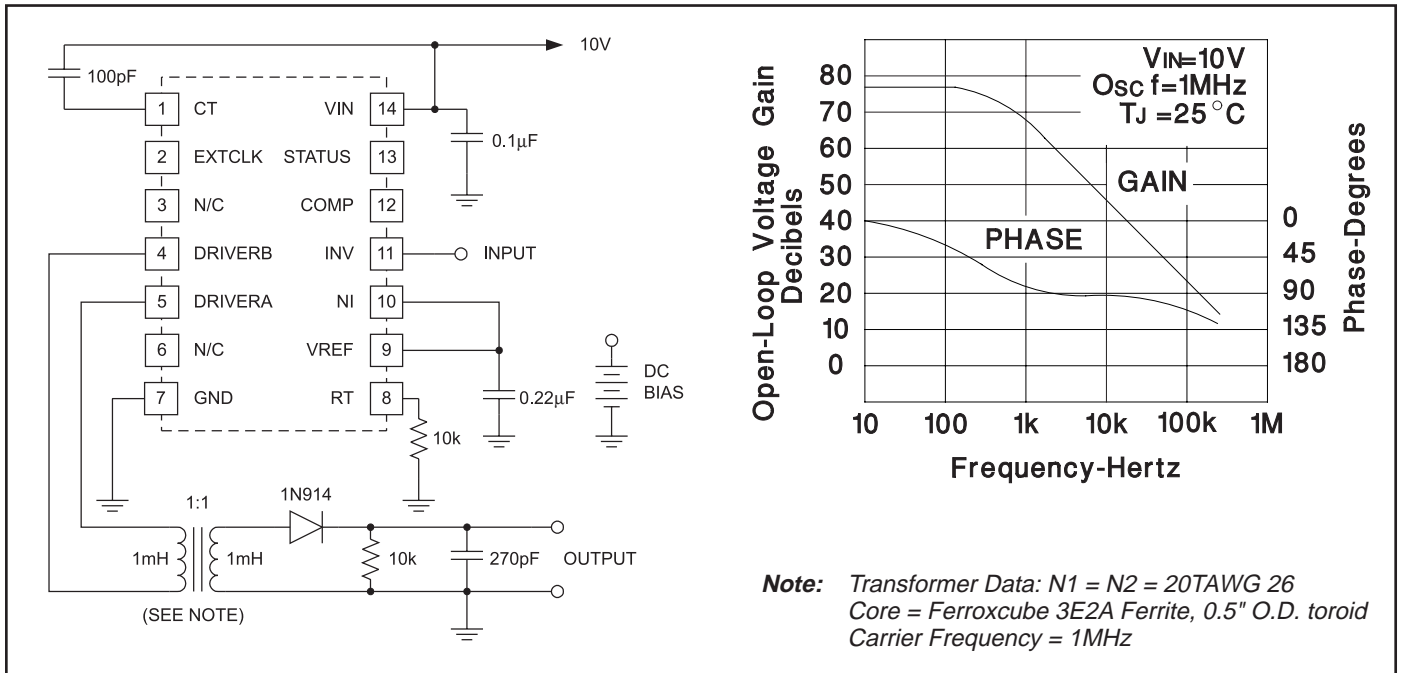 10V
100pF
1 CT VIN 14
0.1µF
2 EXTCLK STATUS 13
3 N/C COMP 12
4 DRIVERB INV 11 INPUT
5 DRIVERA NI 10
6 N/C VREF 9
7 GND RT 8
0.22µF
DC
BIAS
10k
1:1
1N914
1mH
1mH
10k
270pF
OUTPUT
(SEE NOTE)
VIN=10V
OSC f=1MHz
TJ =25°C
Open-Loop Voltage Gain
Decibels
80
70
60
50
40
30
20
10
0
GAIN
PHASE
0
45
90
135
180
Phase-Degrees
10 100 1k 10k 100k 1M
Frequency-Hertz
Note: Transformer Data: N1 = N2 = 20TAWG 26
Core = Ferroxcube 3E2A Ferrite, 0.5" O.D. toroid
Carrier Frequency = 1MHz